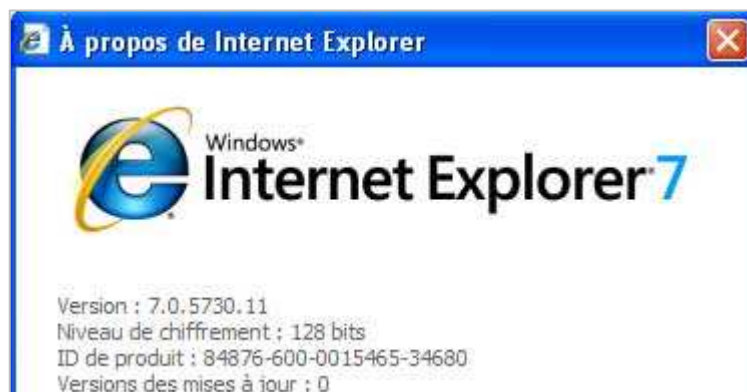 À propos de Internet Explorer
Windows®
Internet Explorer 7
Version : 7.0.5730.11
Niveau de chiffrement : 128 bits
ID de produit : 84876-600-0015465-34680
Versions des mises à jour : 0